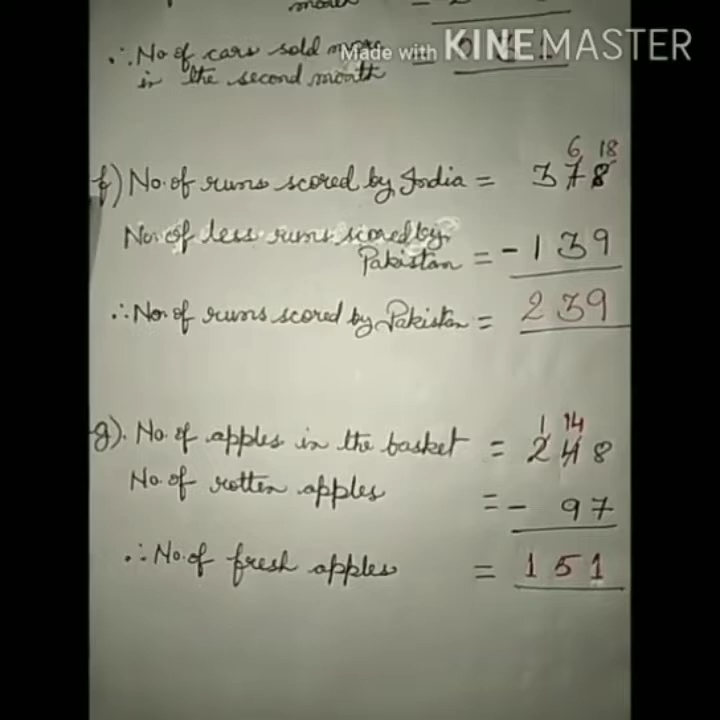 month
∴ No of cars sold more
in the second month =
Made with KINEMASTER
6 18
f) No. of runs scored by India = 378
No. of less runs scored by
Pakistan = - 139
∴ No. of runs scored by Pakistan = 239
1 14
g). No of apples in the basket = 248
No. of rotten apples = - 97
∴ No. of fresh apples = 151